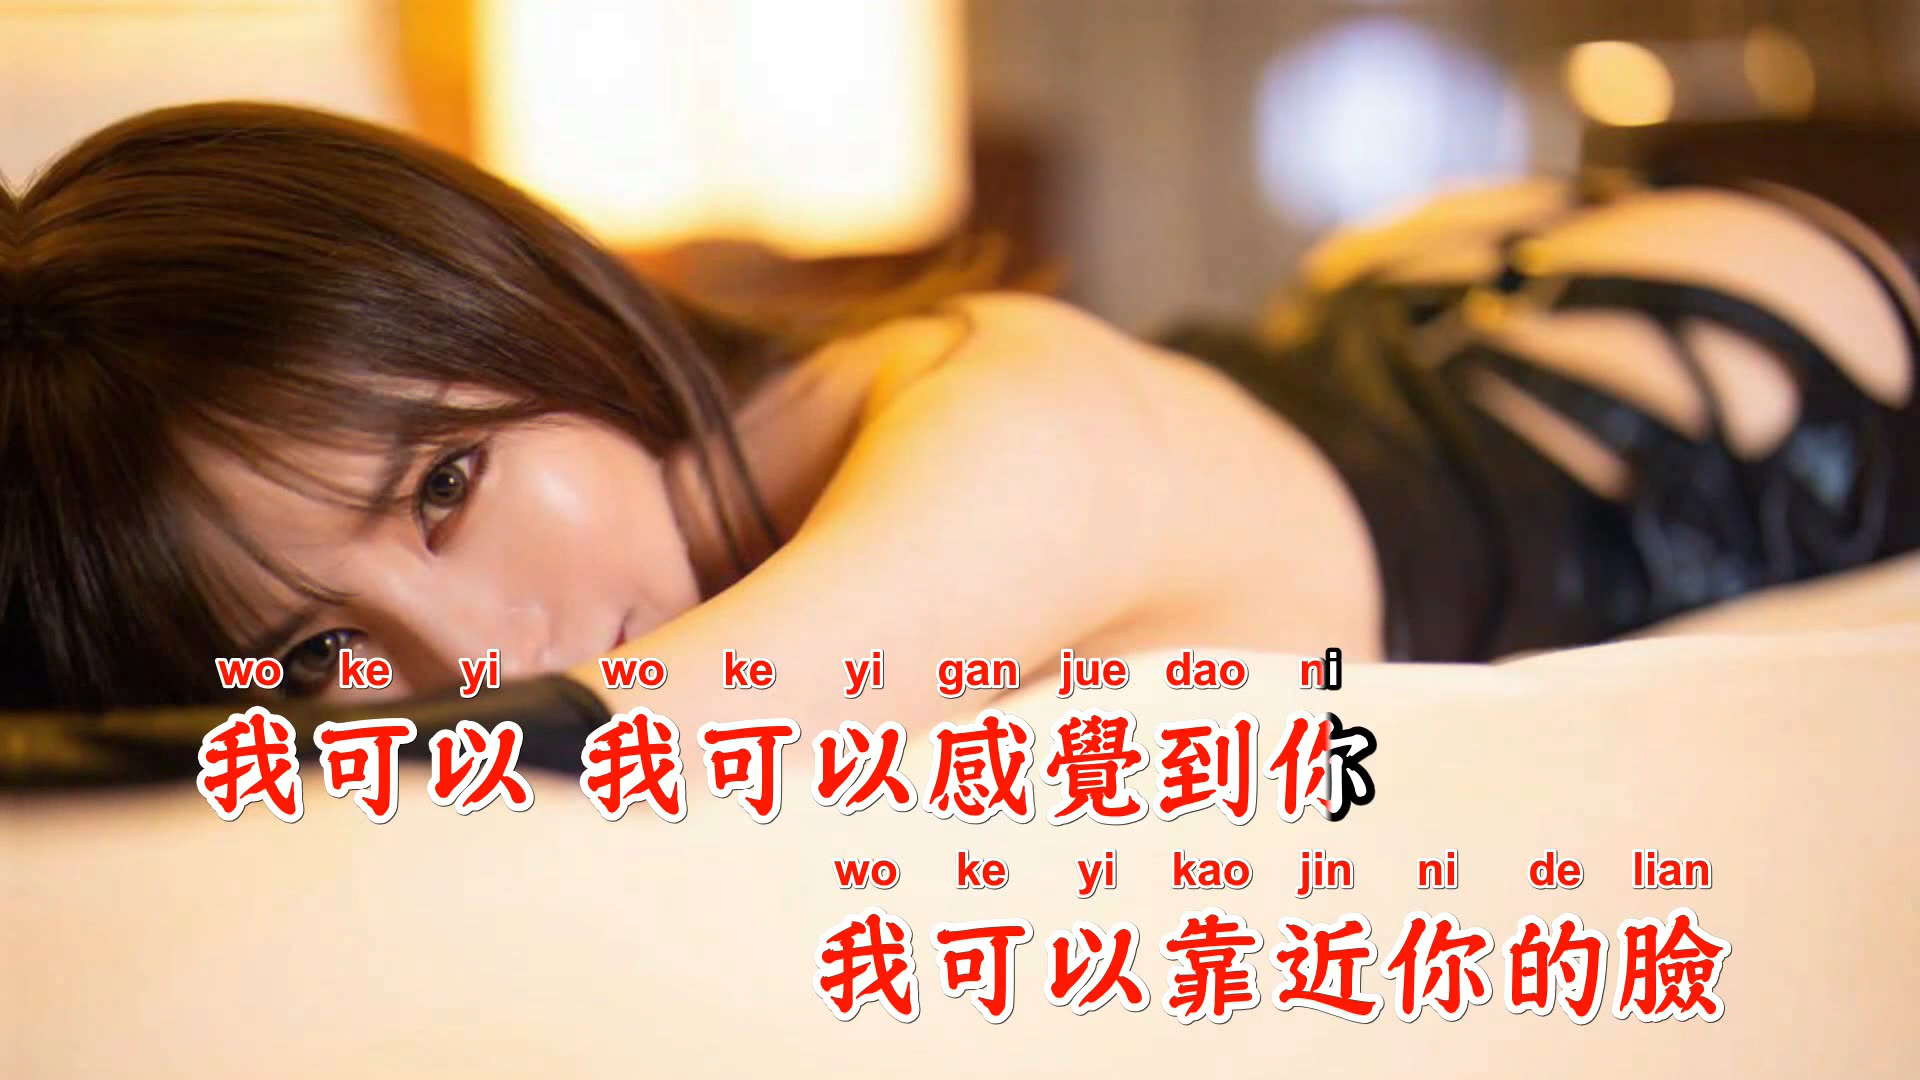 wo ke yi wo ke yi gan jue dao ni
我可以 我可以感覺到你
wo ke yi kao jin ni de lian
我可以靠近你的臉